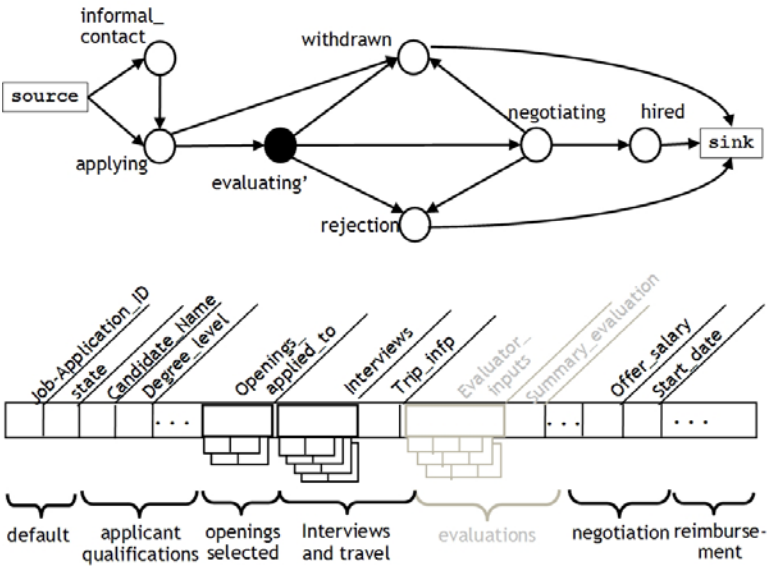 informal_
contact
withdrawn
source
negotiating
hired
sink
applying
evaluating’
rejection
Job-Application_ID
state
Candidate_Name
Degree_level
Openings_
applied_to
Interviews
Trip_infp
Evaluator_
inputs
Summary_evaluation
Offer_salary
Start_date
. . .
. . .
. . .
default
applicant
qualifications
openings
selected
Interviews
and travel
evaluations
negotiation
reimburse-
ment